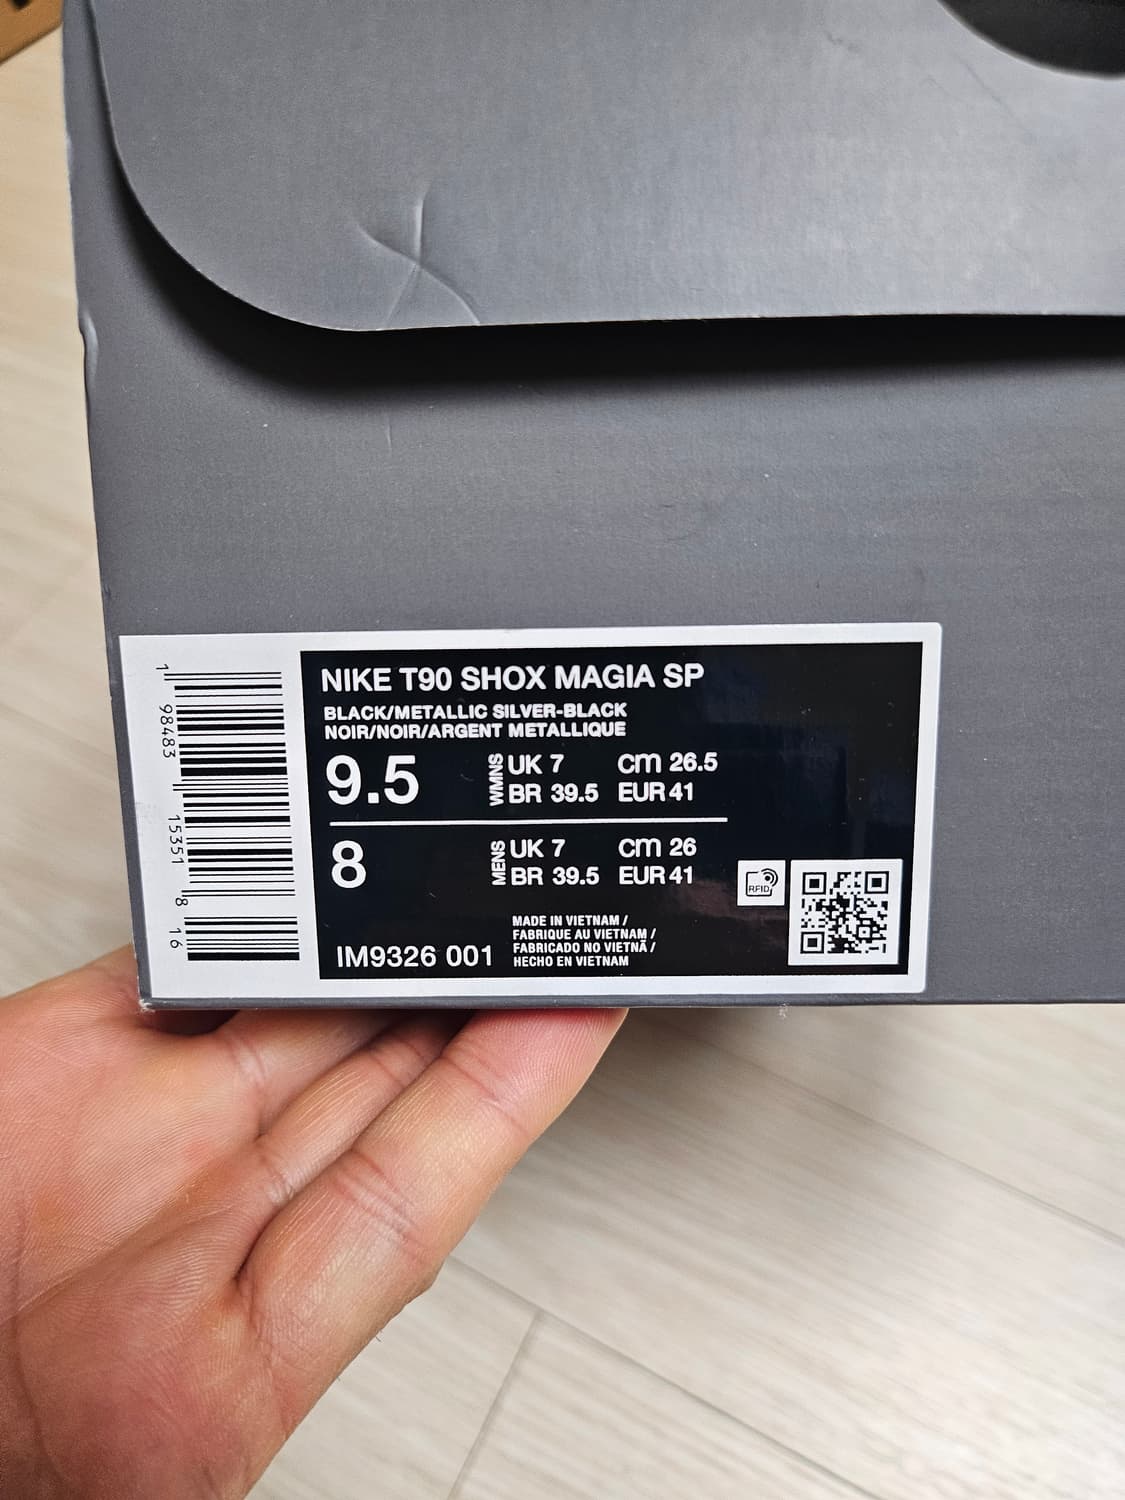 NIKE T90 SHOX MAGIA SP
BLACK/METALLIC SILVER-BLACK
NOIR/NOIR/ARGENT METALLIQUE
9.5 WMNS UK 7 cm 26.5
BR 39.5 EUR 41
8 MENS UK 7 cm 26
BR 39.5 EUR 41
RFID
MADE IN VIETNAM /
FABRIQUE AU VIETNAM /
FABRICADO NO VIETNÃ /
HECHO EN VIETNAM
IM9326 001
1 98483 15351 8 16